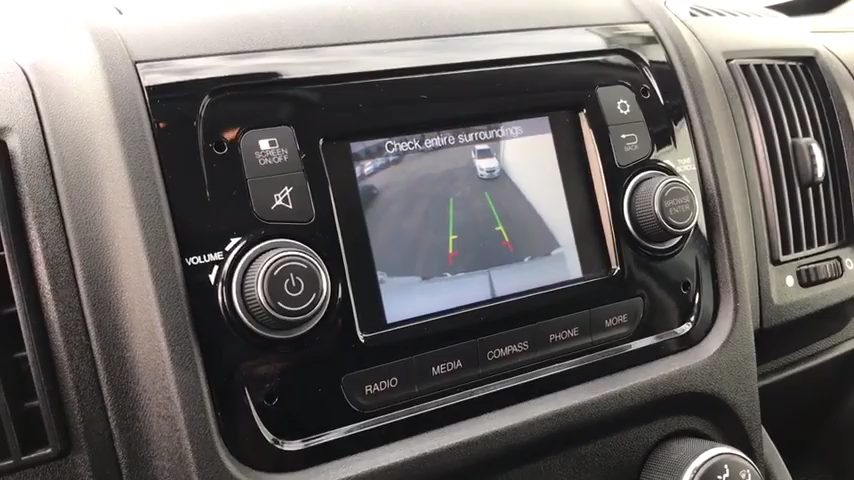 Check entire surroundings
SCREEN
ON/OFF
BACK
TUNE
SCROLL
BROWSE
ENTER
VOLUME
RADIO
MEDIA
COMPASS
PHONE
MORE